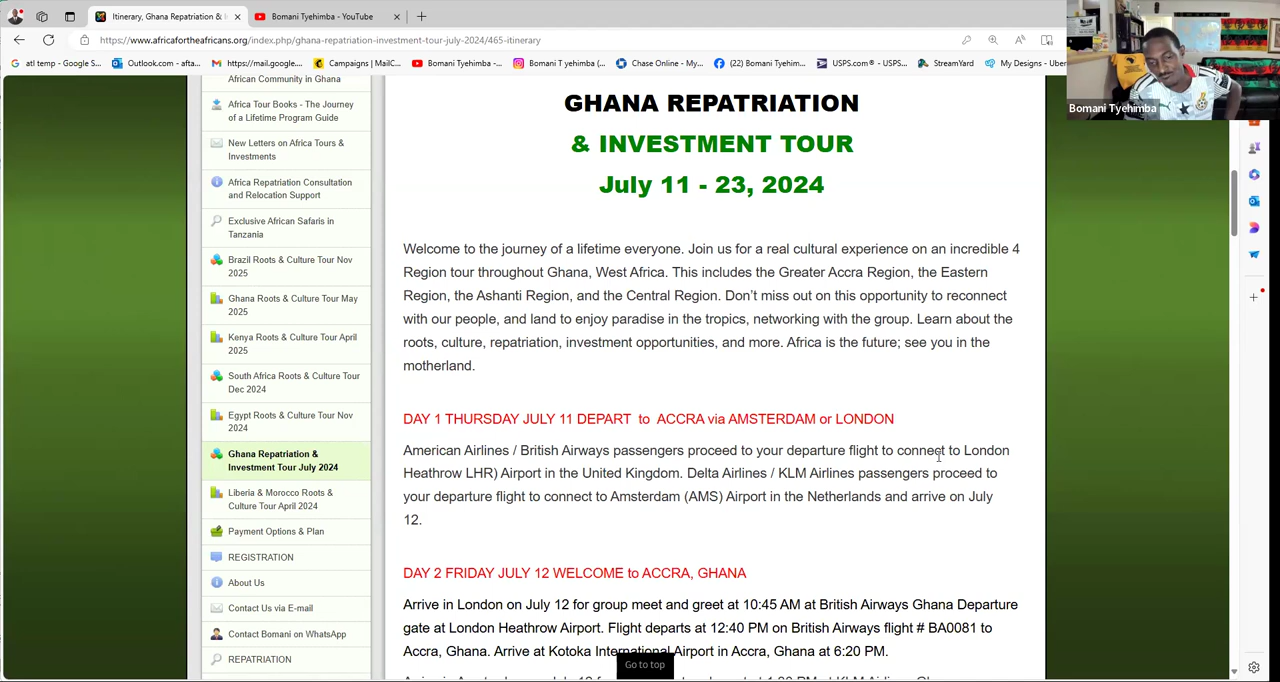 Itinerary, Ghana Repatriation & I
Bomani Tyehimba - YouTube
https://www.africafortheafricans.org/index.php/ghana-repatriation-investment-tour-july-2024/465-itinerary
atl temp - Google S...
Outlook.com - afta...
https://mail.google...
Campaigns | MailC...
Bomani Tyehimba -...
Bomani T yehimba (...
Chase Online - My...
(22) Bomani Tyehim...
USPS.com® - USPS...
StreamYard
My Designs - Uber
Bomani Tyehimba
African Community in Ghana
Africa Tour Books - The Journey
of a Lifetime Program Guide
New Letters on Africa Tours &
Investments
Africa Repatriation Consultation
and Relocation Support
Exclusive African Safaris in
Tanzania
Brazil Roots & Culture Tour Nov
2025
Ghana Roots & Culture Tour May
2025
Kenya Roots & Culture Tour April
2025
South Africa Roots & Culture Tour
Dec 2024
Egypt Roots & Culture Tour Nov
2024
Ghana Repatriation &
Investment Tour July 2024
Liberia & Morocco Roots &
Culture Tour April 2024
Payment Options & Plan
REGISTRATION
About Us
Contact Us via E-mail
Contact Bomani on WhatsApp
REPATRIATION
GHANA REPATRIATION
& INVESTMENT TOUR
July 11 - 23, 2024
Welcome to the journey of a lifetime everyone. Join us for a real cultural experience on an incredible 4
Region tour throughout Ghana, West Africa. This includes the Greater Accra Region, the Eastern
Region, the Ashanti Region, and the Central Region. Don’t miss out on this opportunity to reconnect
with our people, and land to enjoy paradise in the tropics, networking with the group. Learn about the
roots, culture, repatriation, investment opportunities, and more. Africa is the future; see you in the
motherland.
DAY 1 THURSDAY JULY 11 DEPART to ACCRA via AMSTERDAM or LONDON
American Airlines / British Airways passengers proceed to your departure flight to connect to London
Heathrow LHR) Airport in the United Kingdom. Delta Airlines / KLM Airlines passengers proceed to
your departure flight to connect to Amsterdam (AMS) Airport in the Netherlands and arrive on July
12.
DAY 2 FRIDAY JULY 12 WELCOME to ACCRA, GHANA
Arrive in London on July 12 for group meet and greet at 10:45 AM at British Airways Ghana Departure
gate at London Heathrow Airport. Flight departs at 12:40 PM on British Airways flight # BA0081 to
Accra, Ghana. Arrive at Kotoka International Airport in Accra, Ghana at 6:20 PM.
Go to top